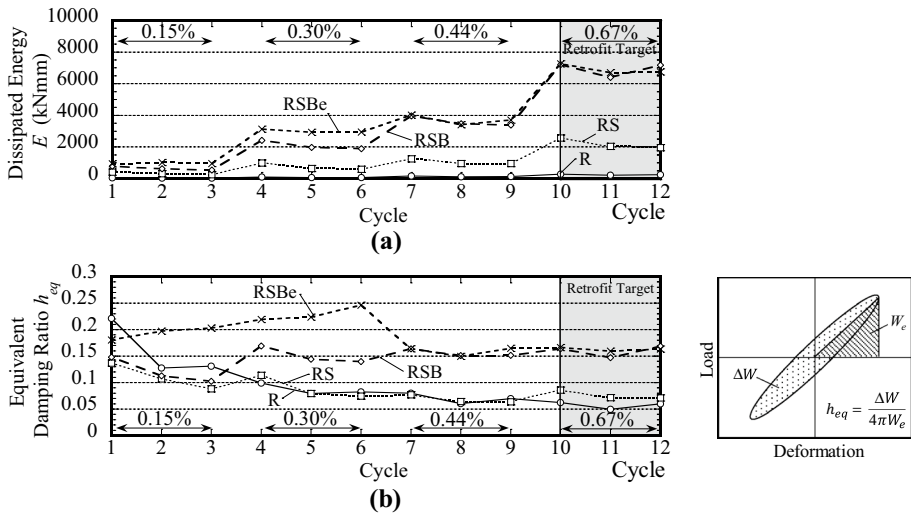 Dissipated Energy
E (kNmm)
10000
8000
6000
4000
2000
0
0.15%
0.30%
0.44%
0.67%
Retrofit Target
RSBe
RSB
RS
R
1 2 3 4 5 6 7 8 9 10 11 12
Cycle
Cycle
(a)
Equivalent
Damping Ratio h_eq
0.3
0.25
0.2
0.15
0.1
0.05
0
Retrofit Target
RSBe
RSB
RS
R
0.15%
0.30%
0.44%
0.67%
1 2 3 4 5 6 7 8 9 10 11 12
Cycle
Cycle
(b)
Load
W_e
ΔW
h_eq = ΔW / 4πW_e
Deformation